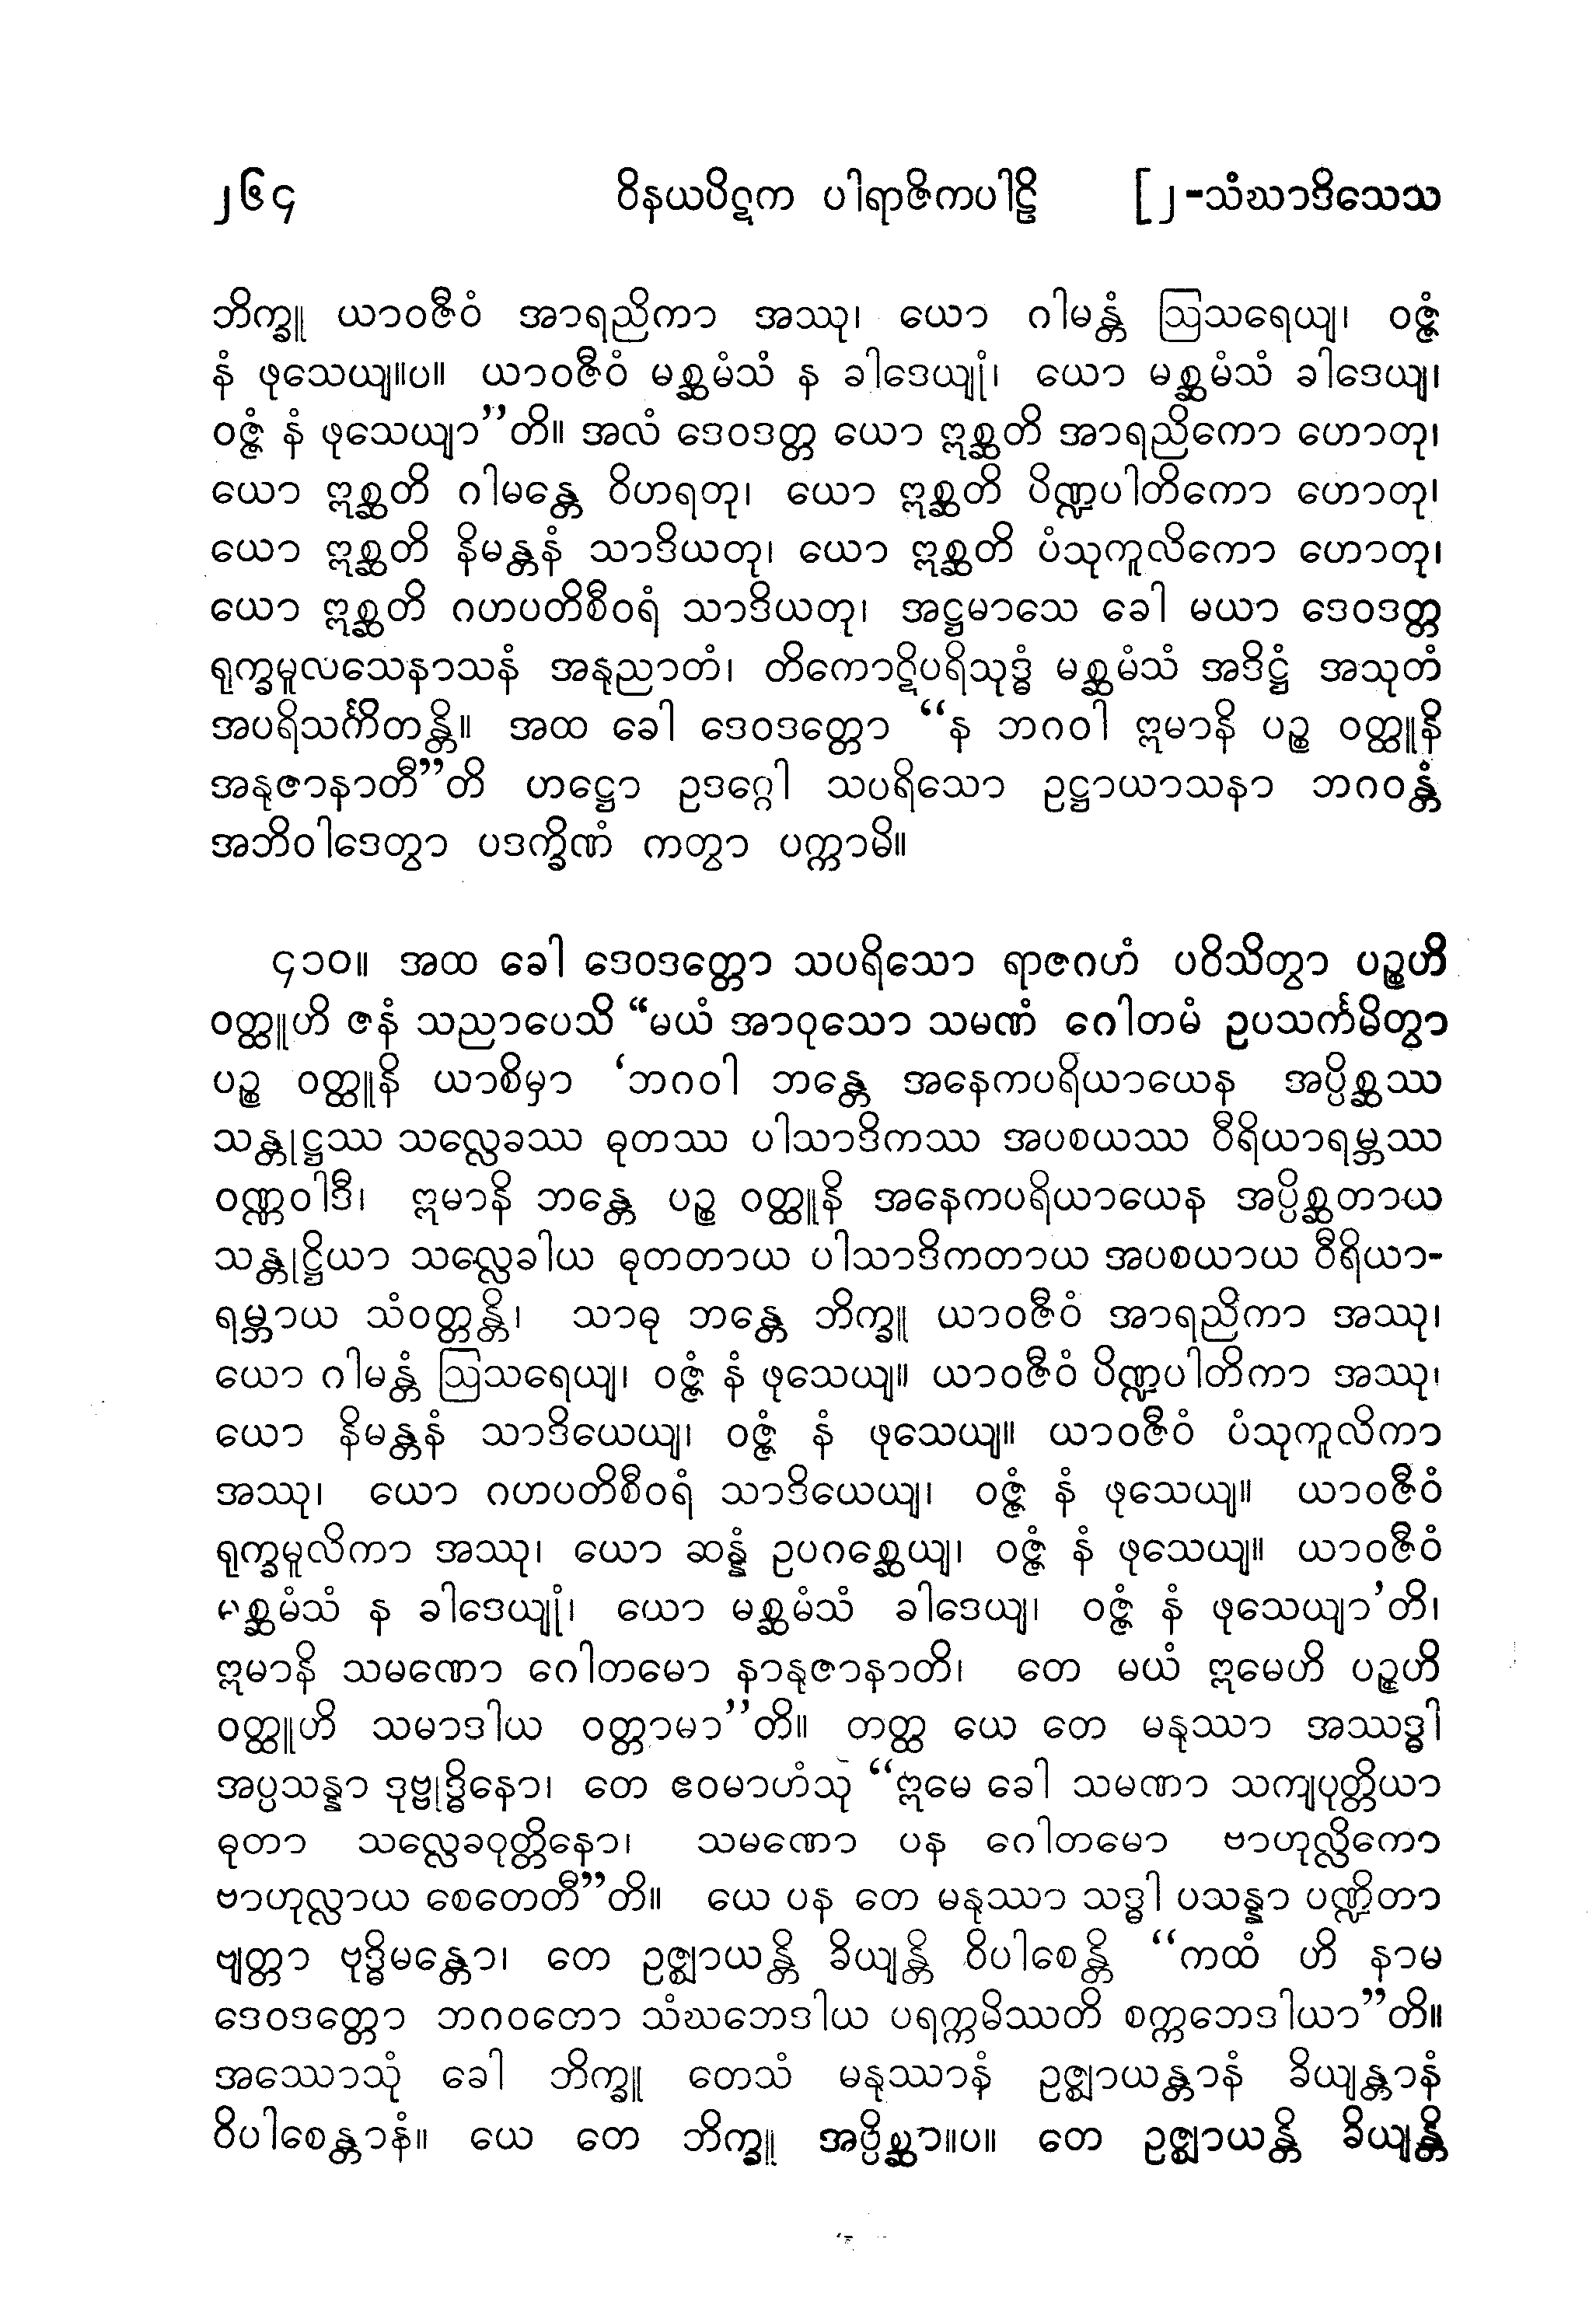 ၂၆၄ ဝိနယပိဋက ပါရာဇိကပါဠိ [၂-သံဃာဒိသေသ
ဘိက္ခူ ယာဝဇီဝံ အာရညိကာ အဿု၊ ယော ဂါမန္တံ ဩသရေယျ၊ ဝဇ္ဇံ
နံ ဖုသေယျ။ပ။ ယာဝဇီဝံ မစ္ဆမံသံ န ခါဒေယျုံ၊ ယော မစ္ဆမံသံ ခါဒေယျ၊
ဝဇ္ဇံ နံ ဖုသေယျာ”တိ။ အလံ ဒေဝဒတ္တ ယော ဣစ္ဆတိ အာရညိကော ဟောတု၊
ယော ဣစ္ဆတိ ဂါမန္တေ ဝိဟရတု၊ ယော ဣစ္ဆတိ ပိဏ္ဍပါတိကော ဟောတု၊
ယော ဣစ္ဆတိ နိမန္တနံ သာဒိယတု၊ ယော ဣစ္ဆတိ ပံသုကူလိကော ဟောတု၊
ယော ဣစ္ဆတိ ဂဟပတိစီဝရံ သာဒိယတု၊ အဋ္ဌမာသေ ခေါ မယာ ဒေဝဒတ္တ
ရုက္ခမူလသေနာသနံ အနုညာတံ၊ တိကောဋိပရိသုဒ္ဓံ မစ္ဆမံသံ အဒိဋ္ဌံ အသုတံ
အပရိသင်္ကိတန္တိ။ အထ ခေါ ဒေဝဒတ္တော “န ဘဂဝါ ဣမာနိ ပဉ္စ ဝတ္ထူနိ
အနုဇာနာတီ”တိ ဟဋ္ဌော ဥဒဂ္ဂေါ သပရိသော ဥဋ္ဌာယာသနာ ဘဂဝန္တံ
အဘိဝါဒေတွာ ပဒက္ခိဏံ ကတွာ ပက္ကာမိ။
၄၁၀။ အထ ခေါ ဒေဝဒတ္တော သပရိသော ရာဇဂဟံ ပဝိသိတွာ ပဉ္စဟိ
ဝတ္ထူဟိ ဇနံ သညာပေသိ “မယံ အာဝုသော သမဏံ ဂေါတမံ ဥပသင်္ကမိတွာ
ပဉ္စ ဝတ္ထူနိ ယာစိမှာ ‘ဘဂဝါ ဘန္တေ အနေကပရိယာယေန အပ္ပိစ္ဆဿ
သန္တုဋ္ဌဿ သလ္လေခဿ ဓုတဿ ပါသာဒိကဿ အပစယဿ ဝီရိယာရမ္ဘဿ
ဝဏ္ဏဝါဒီ၊ ဣမာနိ ဘန္တေ ပဉ္စ ဝတ္ထူနိ အနေကပရိယာယေန အပ္ပိစ္ဆတာယ
သန္တုဋ္ဌိယာ သလ္လေခါယ ဓုတတာယ ပါသာဒိကတာယ အပစယာယ ဝီရိယာ-
ရမ္ဘာယ သံဝတ္တန္တိ၊ သာဓု ဘန္တေ ဘိက္ခူ ယာဝဇီဝံ အာရညိကာ အဿု၊
ယော ဂါမန္တံ ဩသရေယျ၊ ဝဇ္ဇံ နံ ဖုသေယျ။ ယာဝဇီဝံ ပိဏ္ဍပါတိကာ အဿု၊
ယော နိမန္တနံ သာဒိယေယျ၊ ဝဇ္ဇံ နံ ဖုသေယျ။ ယာဝဇီဝံ ပံသုကူလိကာ
အဿု၊ ယော ဂဟပတိစီဝရံ သာဒိယေယျ၊ ဝဇ္ဇံ နံ ဖုသေယျ။ ယာဝဇီဝံ
ရုက္ခမူလိကာ အဿု၊ ယော ဆန္နံ ဥပဂစ္ဆေယျ၊ ဝဇ္ဇံ နံ ဖုသေယျ။ ယာဝဇီဝံ
မစ္ဆမံသံ န ခါဒေယျုံ၊ ယော မစ္ဆမံသံ ခါဒေယျ၊ ဝဇ္ဇံ နံ ဖုသေယျာ’တိ၊
ဣမာနိ သမဏော ဂေါတမော နာနုဇာနာတိ၊ တေ မယံ ဣမေဟိ ပဉ္စဟိ
ဝတ္ထူဟိ သမာဒါယ ဝတ္တာမာ”တိ။ တတ္ထ ယေ တေ မနုဿာ အဿဒ္ဓါ
အပ္ပသန္နာ ဒုဗ္ဗုဒ္ဓိနော၊ တေ ဧဝမာဟံသု “ဣမေ ခေါ သမဏာ သကျပုတ္တိယာ
ဓုတာ သလ္လေခဝုတ္တိနော၊ သမဏော ပန ဂေါတမော ဗာဟုလ္လိကော
ဗာဟုလ္လာယ စေတေတီ”တိ။ ယေ ပန တေ မနုဿာ သဒ္ဓါ ပသန္နာ ပဏ္ဍိတာ
ဗျတ္တာ ဗုဒ္ဓိမန္တော၊ တေ ဥဇ္ဈာယန္တိ ခိယျန္တိ ဝိပါစေန္တိ “ကထံ ဟိ နာမ
ဒေဝဒတ္တော ဘဂဝတော သံဃဘေဒါယ ပရက္ကမိဿတိ စက္ကဘေဒါယာ”တိ။
အဿောသုံ ခေါ ဘိက္ခူ တေသံ မနုဿာနံ ဥဇ္ဈာယန္တာနံ ခိယျန္တာနံ
ဝိပါစေန္တာနံ။ ယေ တေ ဘိက္ခူ အပ္ပိစ္ဆာ။ပ။ တေ ဥဇ္ဈာယန္တိ ခိယျန္တိ